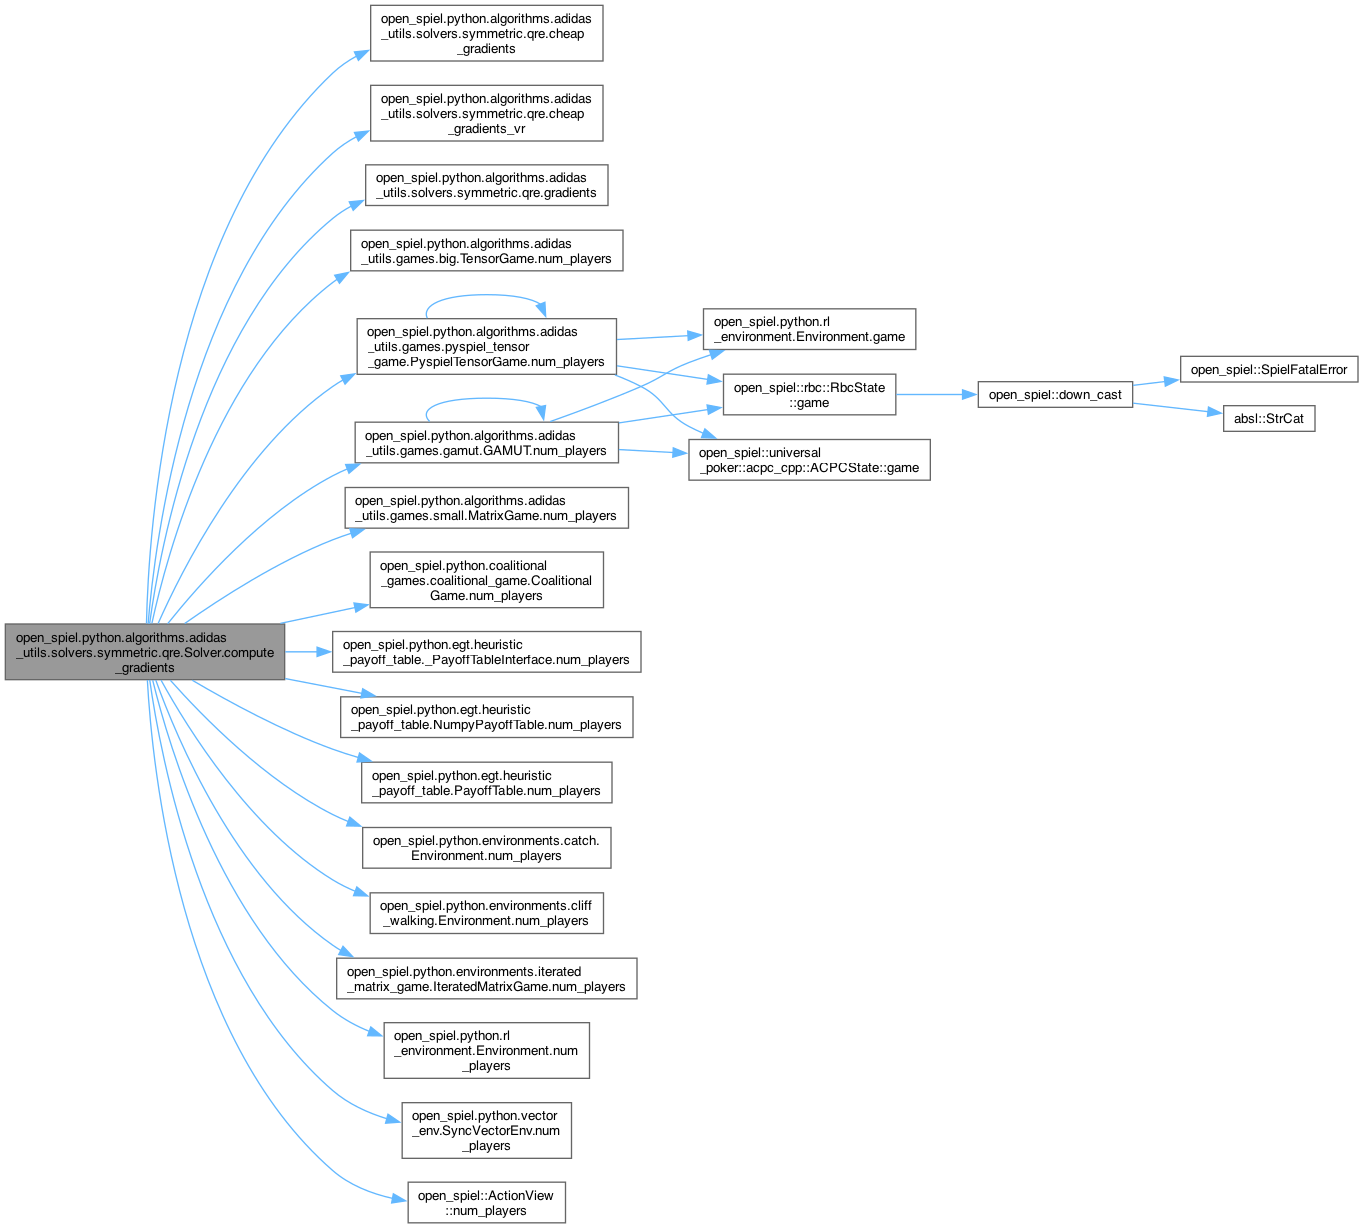 open_spiel.python.algorithms.adidas
_utils.solvers.symmetric.qre.Solver.compute
_gradients
open_spiel.python.algorithms.adidas
_utils.solvers.symmetric.qre.cheap
_gradients
open_spiel.python.algorithms.adidas
_utils.solvers.symmetric.qre.cheap
_gradients_vr
open_spiel.python.algorithms.adidas
_utils.solvers.symmetric.qre.gradients
open_spiel.python.algorithms.adidas
_utils.games.big.TensorGame.num_players
open_spiel.python.algorithms.adidas
_utils.games.pyspiel_tensor
_game.PyspielTensorGame.num_players
open_spiel.python.algorithms.adidas
_utils.games.gamut.GAMUT.num_players
open_spiel.python.algorithms.adidas
_utils.games.small.MatrixGame.num_players
open_spiel.python.coalitional
_games.coalitional_game.Coalitional
Game.num_players
open_spiel.python.egt.heuristic
_payoff_table._PayoffTableInterface.num_players
open_spiel.python.egt.heuristic
_payoff_table.NumpyPayoffTable.num_players
open_spiel.python.egt.heuristic
_payoff_table.PayoffTable.num_players
open_spiel.python.environments.catch.
Environment.num_players
open_spiel.python.environments.cliff
_walking.Environment.num_players
open_spiel.python.environments.iterated
_matrix_game.IteratedMatrixGame.num_players
open_spiel.python.rl
_environment.Environment.num
_players
open_spiel.python.vector
_env.SyncVectorEnv.num
_players
open_spiel::ActionView
::num_players
open_spiel.python.rl
_environment.Environment.game
open_spiel::rbc::RbcState
::game
open_spiel::universal
_poker::acpc_cpp::ACPCState::game
open_spiel::down_cast
open_spiel::SpielFatalError
absl::StrCat